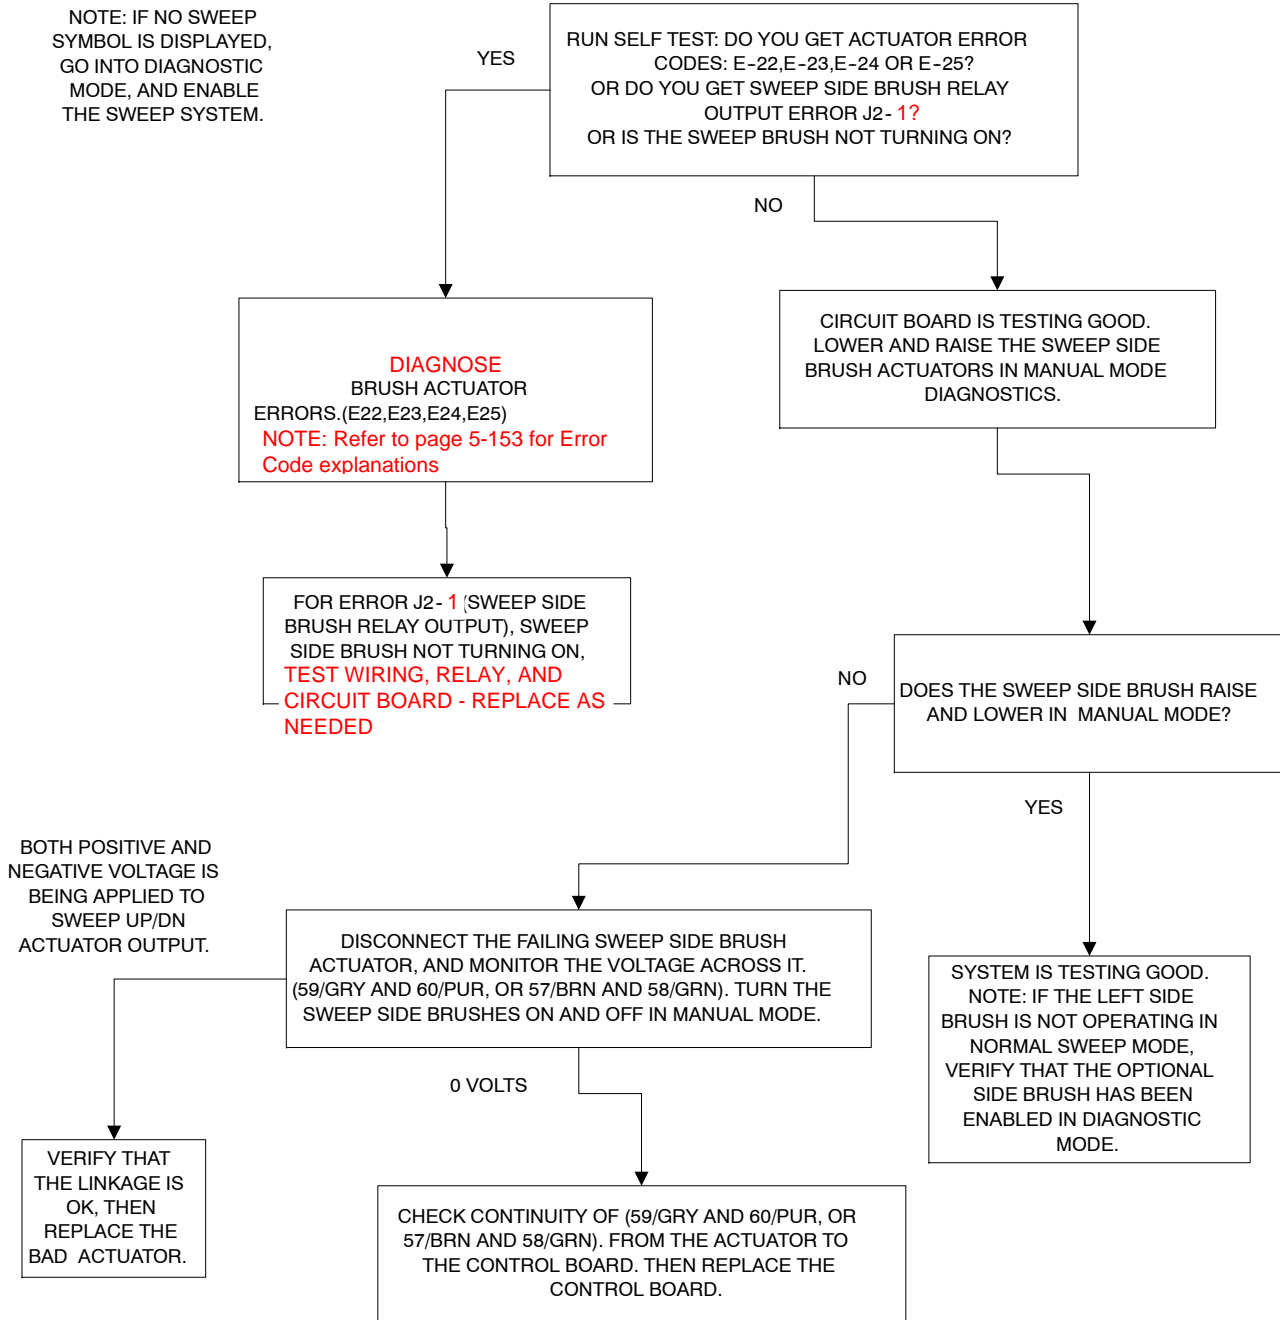 NOTE: IF NO SWEEP
SYMBOL IS DISPLAYED,
GO INTO DIAGNOSTIC
MODE, AND ENABLE
THE SWEEP SYSTEM.
RUN SELF TEST: DO YOU GET ACTUATOR ERROR
CODES: E-22,E-23,E-24 OR E-25?
OR DO YOU GET SWEEP SIDE BRUSH RELAY
OUTPUT ERROR J2- 1?
OR IS THE SWEEP BRUSH NOT TURNING ON?
YES
NO
DIAGNOSE
BRUSH ACTUATOR
ERRORS.(E22,E23,E24,E25)
NOTE: Refer to page 5-153 for Error
Code explanations
CIRCUIT BOARD IS TESTING GOOD.
LOWER AND RAISE THE SWEEP SIDE
BRUSH ACTUATORS IN MANUAL MODE
DIAGNOSTICS.
FOR ERROR J2- 1 (SWEEP SIDE
BRUSH RELAY OUTPUT), SWEEP
SIDE BRUSH NOT TURNING ON,
TEST WIRING, RELAY, AND
CIRCUIT BOARD - REPLACE AS
NEEDED
NO
DOES THE SWEEP SIDE BRUSH RAISE
AND LOWER IN MANUAL MODE?
YES
BOTH POSITIVE AND
NEGATIVE VOLTAGE IS
BEING APPLIED TO
SWEEP UP/DN
ACTUATOR OUTPUT.
DISCONNECT THE FAILING SWEEP SIDE BRUSH
ACTUATOR, AND MONITOR THE VOLTAGE ACROSS IT.
(59/GRY AND 60/PUR, OR 57/BRN AND 58/GRN). TURN THE
SWEEP SIDE BRUSHES ON AND OFF IN MANUAL MODE.
SYSTEM IS TESTING GOOD.
NOTE: IF THE LEFT SIDE
BRUSH IS NOT OPERATING IN
NORMAL SWEEP MODE,
VERIFY THAT THE OPTIONAL
SIDE BRUSH HAS BEEN
ENABLED IN DIAGNOSTIC
MODE.
0 VOLTS
VERIFY THAT
THE LINKAGE IS
OK, THEN
REPLACE THE
BAD ACTUATOR.
CHECK CONTINUITY OF (59/GRY AND 60/PUR, OR
57/BRN AND 58/GRN). FROM THE ACTUATOR TO
THE CONTROL BOARD. THEN REPLACE THE
CONTROL BOARD.